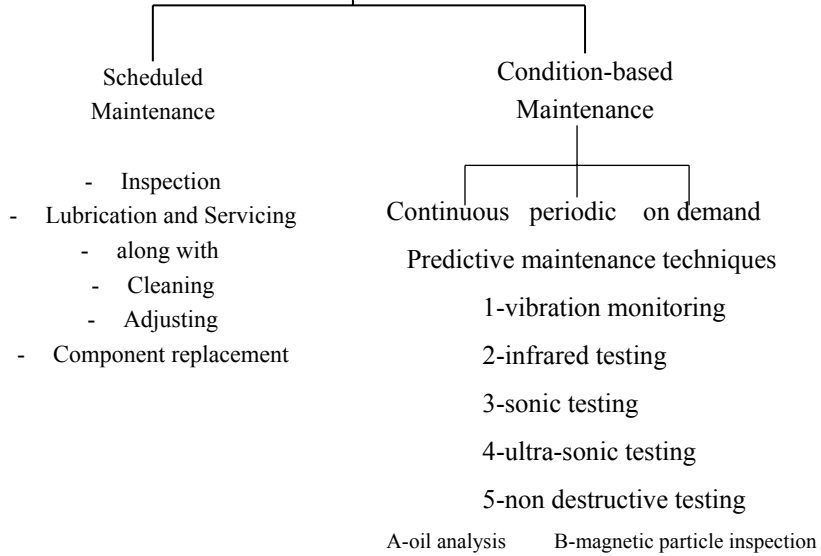 Scheduled
Maintenance
- Inspection
- Lubrication and Servicing
- along with
- Cleaning
- Adjusting
- Component replacement
Condition-based
Maintenance
Continuous periodic on demand
Predictive maintenance techniques
1-vibration monitoring
2-infrared testing
3-sonic testing
4-ultra-sonic testing
5-non destructive testing
A-oil analysis B-magnetic particle inspection